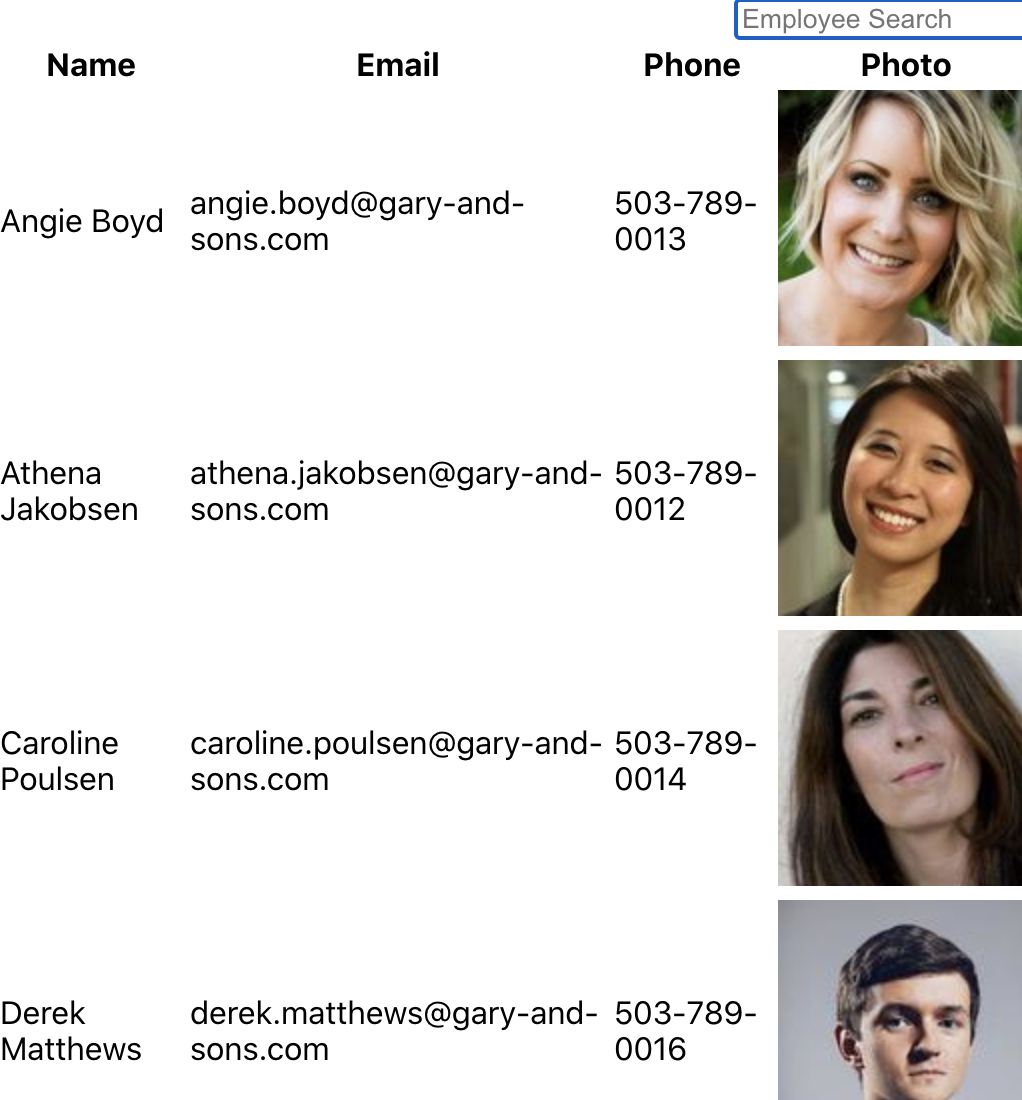 Employee Search
Name Email Phone Photo
angie.boyd@gary-and- 503-789-
Angie Boyd
sons.com 0013
Athena athena.jakobsen@gary-and- 503-789-
Jakobsen sons.com 0012
Caroline caroline.poulsen@gary-and- 503-789-
Poulsen sons.com 0014
Derek derek.matthews@gary-and- 503-789-
Matthews sons.com 0016